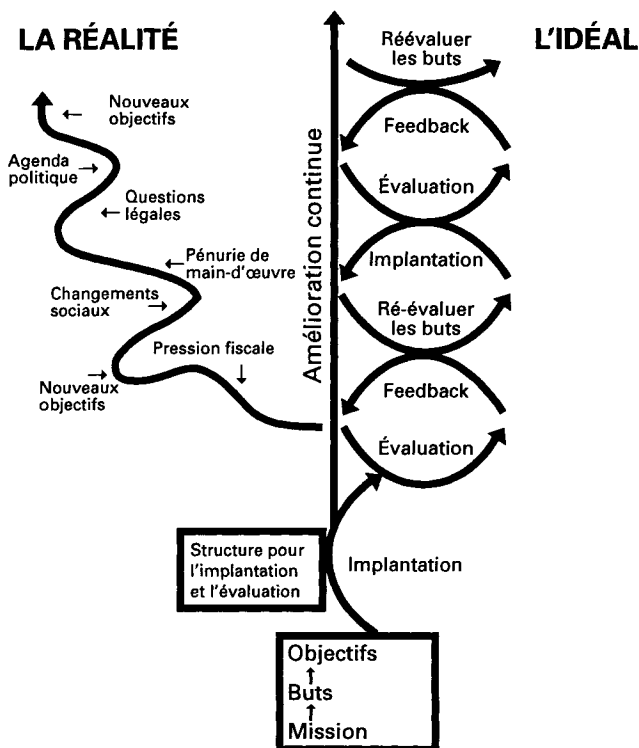 LA RÉALITÉ
L'IDÉAL
Nouveaux
objectifs
Agenda
politique
Questions
légales
Pénurie de
main-d'œuvre
Changements
sociaux
Pression fiscale
Nouveaux
objectifs
Amélioration continue
Réévaluer
les buts
Feedback
Évaluation
Implantation
Ré-évaluer
les buts
Feedback
Évaluation
Implantation
Structure pour
l'implantation
et l'évaluation
Objectifs
Buts
Mission